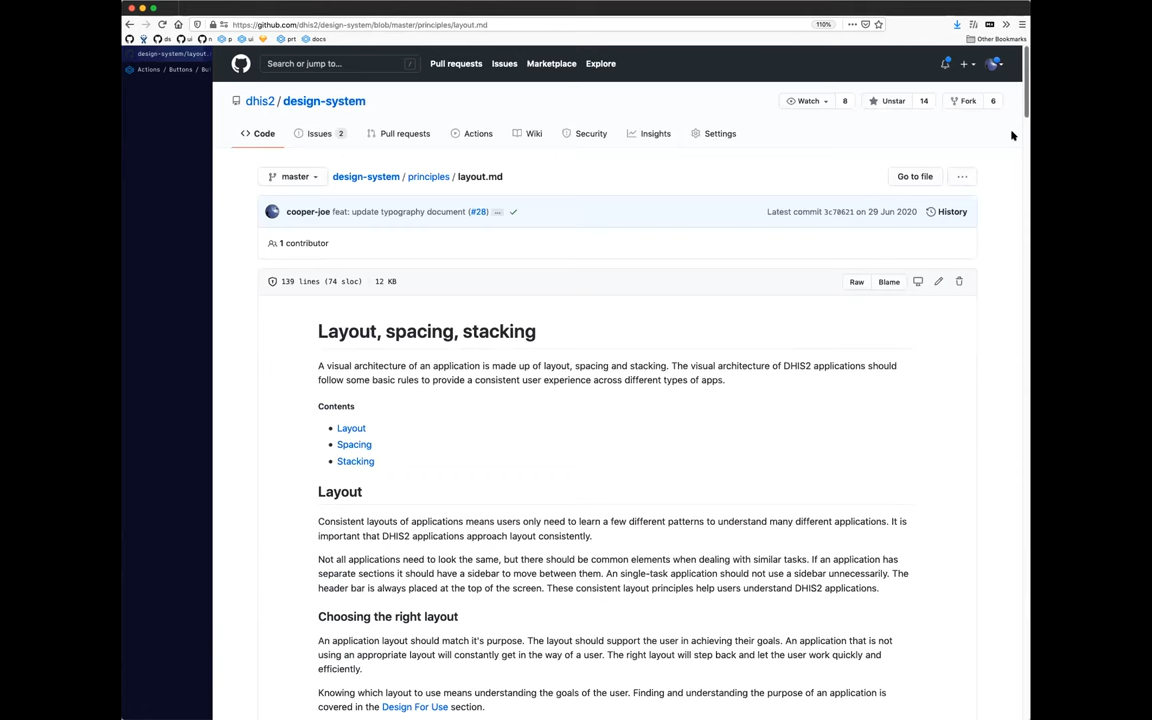 https://github.com/dhis2/design-system/blob/master/principles/layout.md
110%
ds ui n p ui prt docs Other Bookmarks
design-system/layout.
Actions / Buttons / Bu
Search or jump to... /
Pull requests Issues Marketplace Explore
dhis2 / design-system
Watch 8 Unstar 14 Fork 6
Code Issues 2 Pull requests Actions Wiki Security Insights Settings
master design-system / principles / layout.md Go to file
cooper-joe feat: update typography document (#28) Latest commit 3c70621 on 29 Jun 2020 History
1 contributor
139 lines (74 sloc) 12 KB Raw Blame
Layout, spacing, stacking
A visual architecture of an application is made up of layout, spacing and stacking. The visual architecture of DHIS2 applications should
follow some basic rules to provide a consistent user experience across different types of apps.
Contents
Layout
Spacing
Stacking
Layout
Consistent layouts of applications means users only need to learn a few different patterns to understand many different applications. It is
important that DHIS2 applications approach layout consistently.
Not all applications need to look the same, but there should be common elements when dealing with similar tasks. If an application has
separate sections it should have a sidebar to move between them. An single-task application should not use a sidebar unnecessarily. The
header bar is always placed at the top of the screen. These consistent layout principles help users understand DHIS2 applications.
Choosing the right layout
An application layout should match it's purpose. The layout should support the user in achieving their goals. An application that is not
using an appropriate layout will constantly get in the way of a user. The right layout will step back and let the user work quickly and
efficiently.
Knowing which layout to use means understanding the goals of the user. Finding and understanding the purpose of an application is
covered in the Design For Use section.